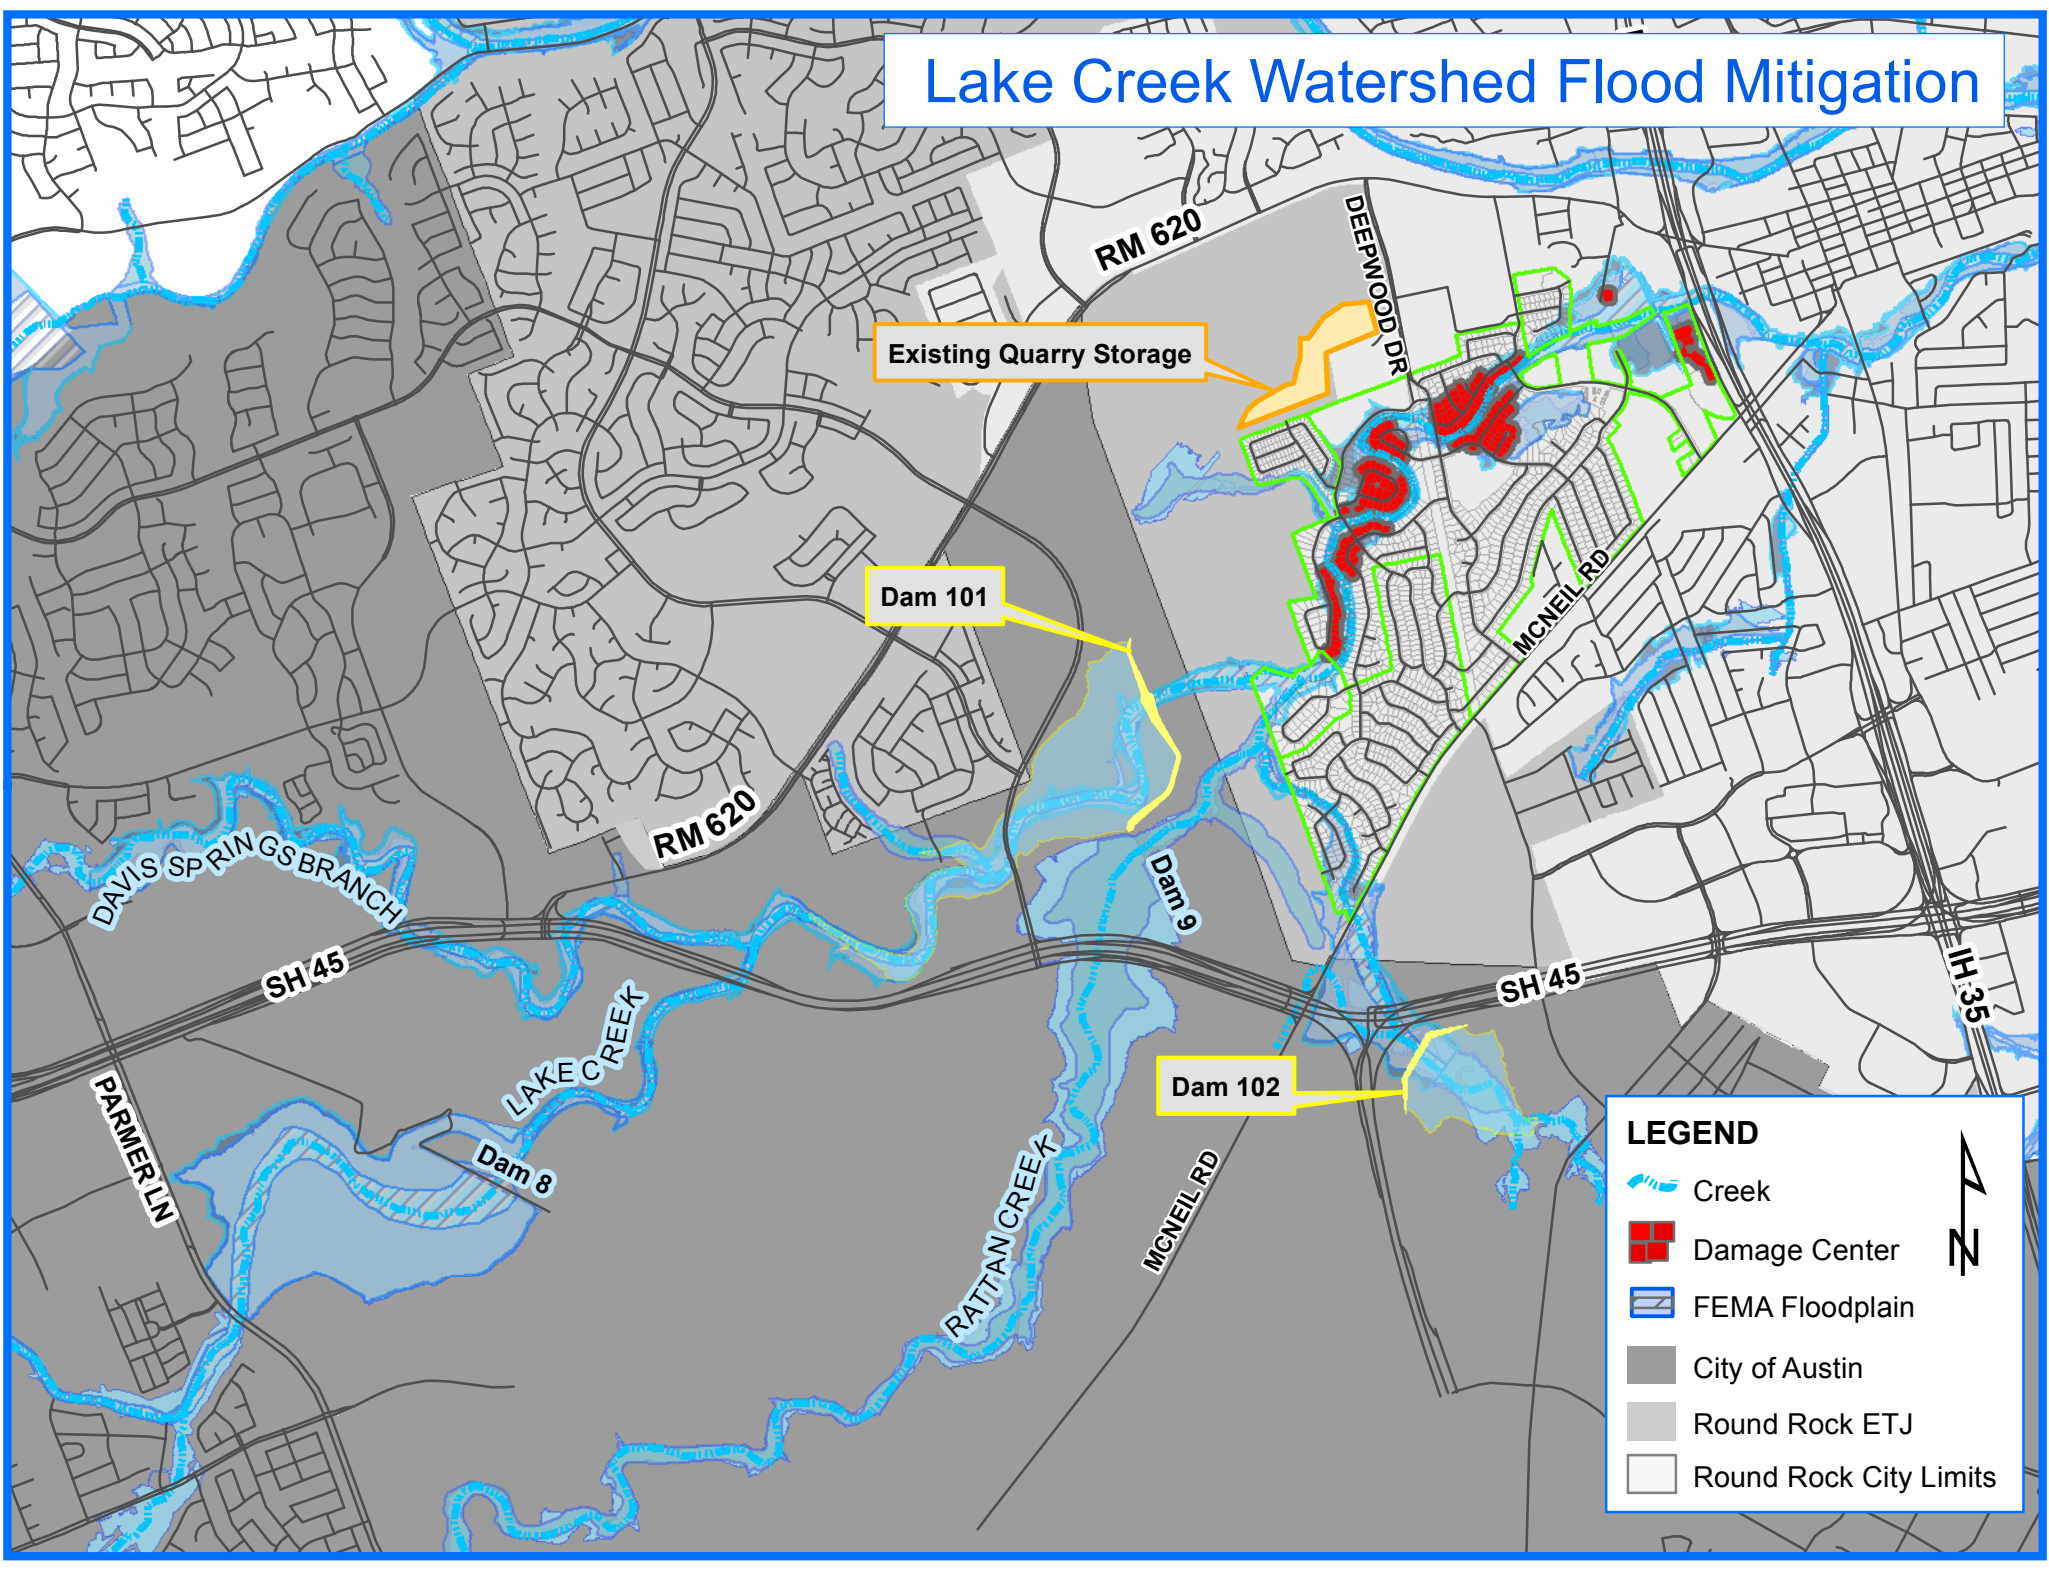 Lake Creek Watershed Flood Mitigation
RM 620
DEEPWOOD DR
Existing Quarry Storage
Dam 101
MCNEIL RD
RM 620
DAVIS SPRINGS BRANCH
Dam 9
SH 45
SH 45
IH 35
LAKE CREEK
Dam 102
PARMER LN
Dam 8
RATTAN CREEK
MCNEIL RD
LEGEND
Creek
Damage Center
FEMA Floodplain
City of Austin
Round Rock ETJ
Round Rock City Limits
N